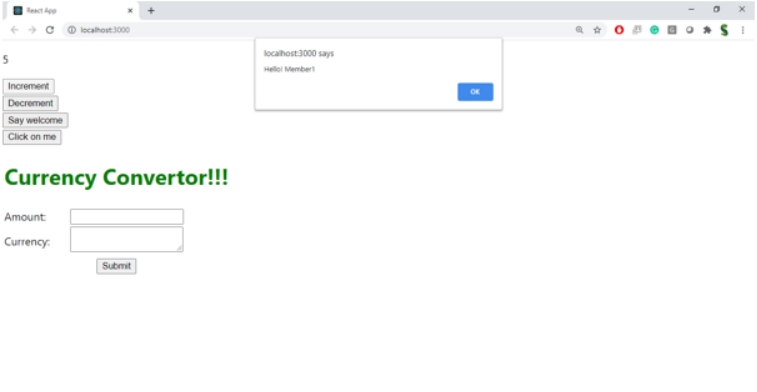 React App
localhost:3000
localhost:3000 says
Hello! Member1
OK
5
Increment
Decrement
Say welcome
Click on me
Currency Convertor!!!
Amount:
Currency:
Submit